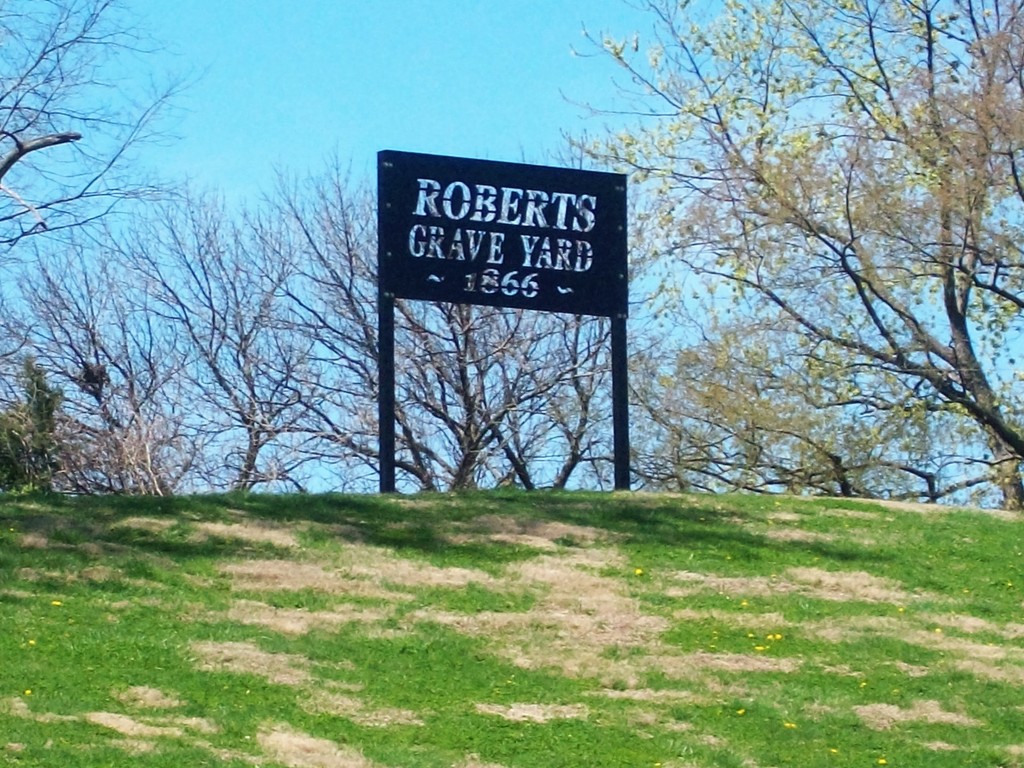 ROBERTS
GRAVE YARD
~ 1866 ~